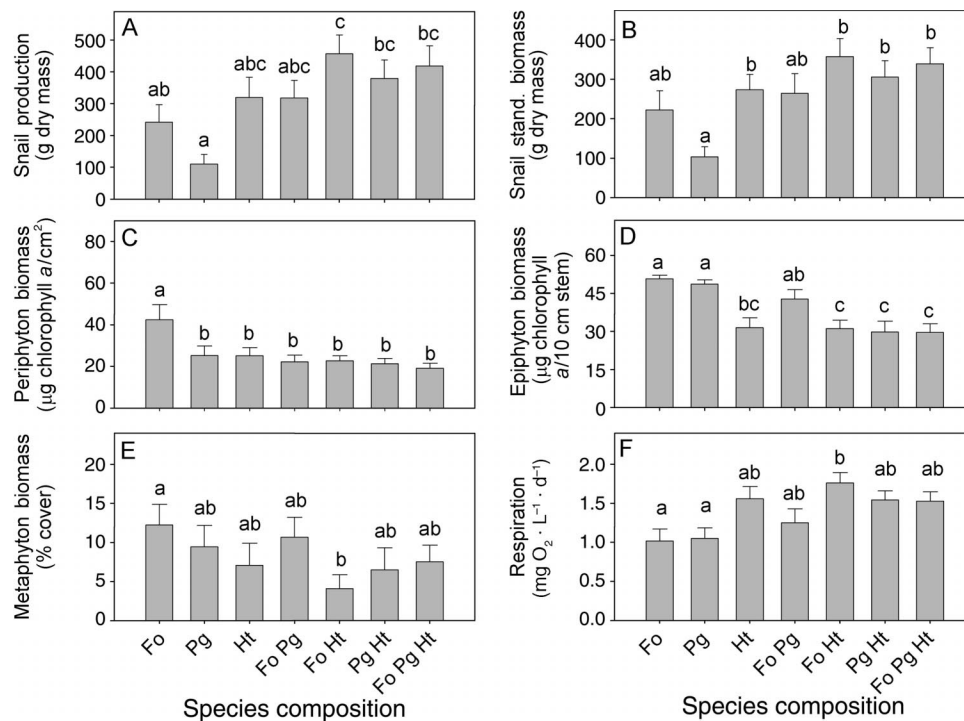 A
Snail production
(g dry mass)
500
400
300
200
100
0
ab
a
abc
abc
c
bc
bc
B
Snail stand. biomass
(g dry mass)
400
300
200
100
0
ab
a
b
ab
b
b
b
C
Periphyton biomass
(µg chlorophyll a/cm²)
80
60
40
20
0
a
b
b
b
b
b
b
D
Epiphyton biomass
(µg chlorophyll
a/10 cm stem)
60
45
30
15
0
a
a
bc
ab
c
c
c
E
Metaphyton biomass
(% cover)
20
15
10
5
0
a
ab
ab
ab
b
ab
ab
Fo
Pg
Ht
Fo Pg
Fo Ht
Pg Ht
Fo Pg Ht
Species composition
F
Respiration
(mg O₂ · L⁻¹ · d⁻¹)
2.0
1.5
1.0
0.5
0.0
a
a
ab
ab
b
ab
ab
Fo
Pg
Ht
Fo Pg
Fo Ht
Pg Ht
Fo Pg Ht
Species composition